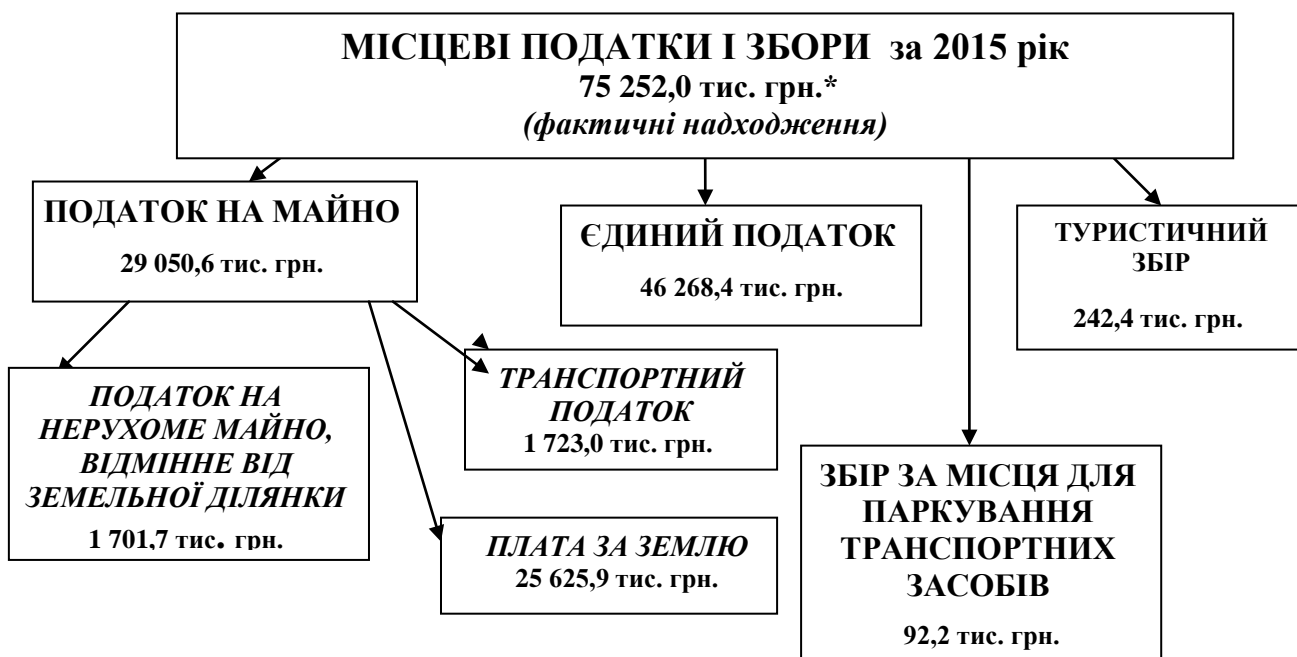 МІСЦЕВІ ПОДАТКИ І ЗБОРИ за 2015 рік
75 252,0 тис. грн.*
(фактичні надходження)
ПОДАТОК НА МАЙНО
29 050,6 тис. грн.
ЄДИНИЙ ПОДАТОК
46 268,4 тис. грн.
ТУРИСТИЧНИЙ
ЗБІР
242,4 тис. грн.
ПОДАТОК НА
НЕРУХОМЕ МАЙНО,
ВІДМІННЕ ВІД
ЗЕМЕЛЬНОЇ ДІЛЯНКИ
1 701,7 тис. грн.
ТРАНСПОРТНИЙ
ПОДАТОК
1 723,0 тис. грн.
ПЛАТА ЗА ЗЕМЛЮ
25 625,9 тис. грн.
ЗБІР ЗА МІСЦЯ ДЛЯ
ПАРКУВАННЯ
ТРАНСПОРТНИХ
ЗАСОБІВ
92,2 тис. грн.